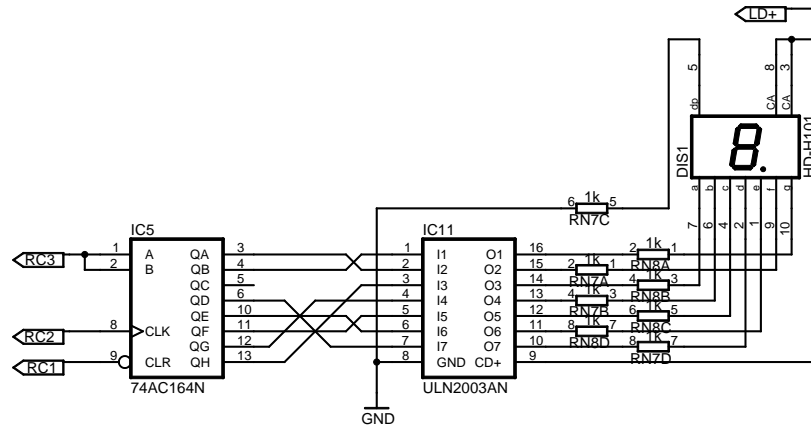 LD+
5
8
3
dp
CA
CA
DIS1
8.
HD-H101
a b c d e f g
7 6 4 2 1 9 10
6 1k 5
RN7C
IC5
IC11
RC3
1 A QA 3
2 B QB 4
QC 5
QD 6
QE 10
RC2
8 CLK QF 11
QG 12
RC1
9 CLR QH 13
74AC164N
1 I1 O1 16
2 I2 O2 15
3 I3 O3 14
4 I4 O4 13
5 I5 O5 12
6 I6 O6 11
7 I7 O7 10
8 GND CD+ 9
ULN2003AN
2 1k 1
RN8A
2 1k 1
RN7A
4 1k 3
RN8B
4 1k 3
RN7B
6 1k 5
RN8C
8 1k 7
RN8D
8 1k 7
RN7D
GND